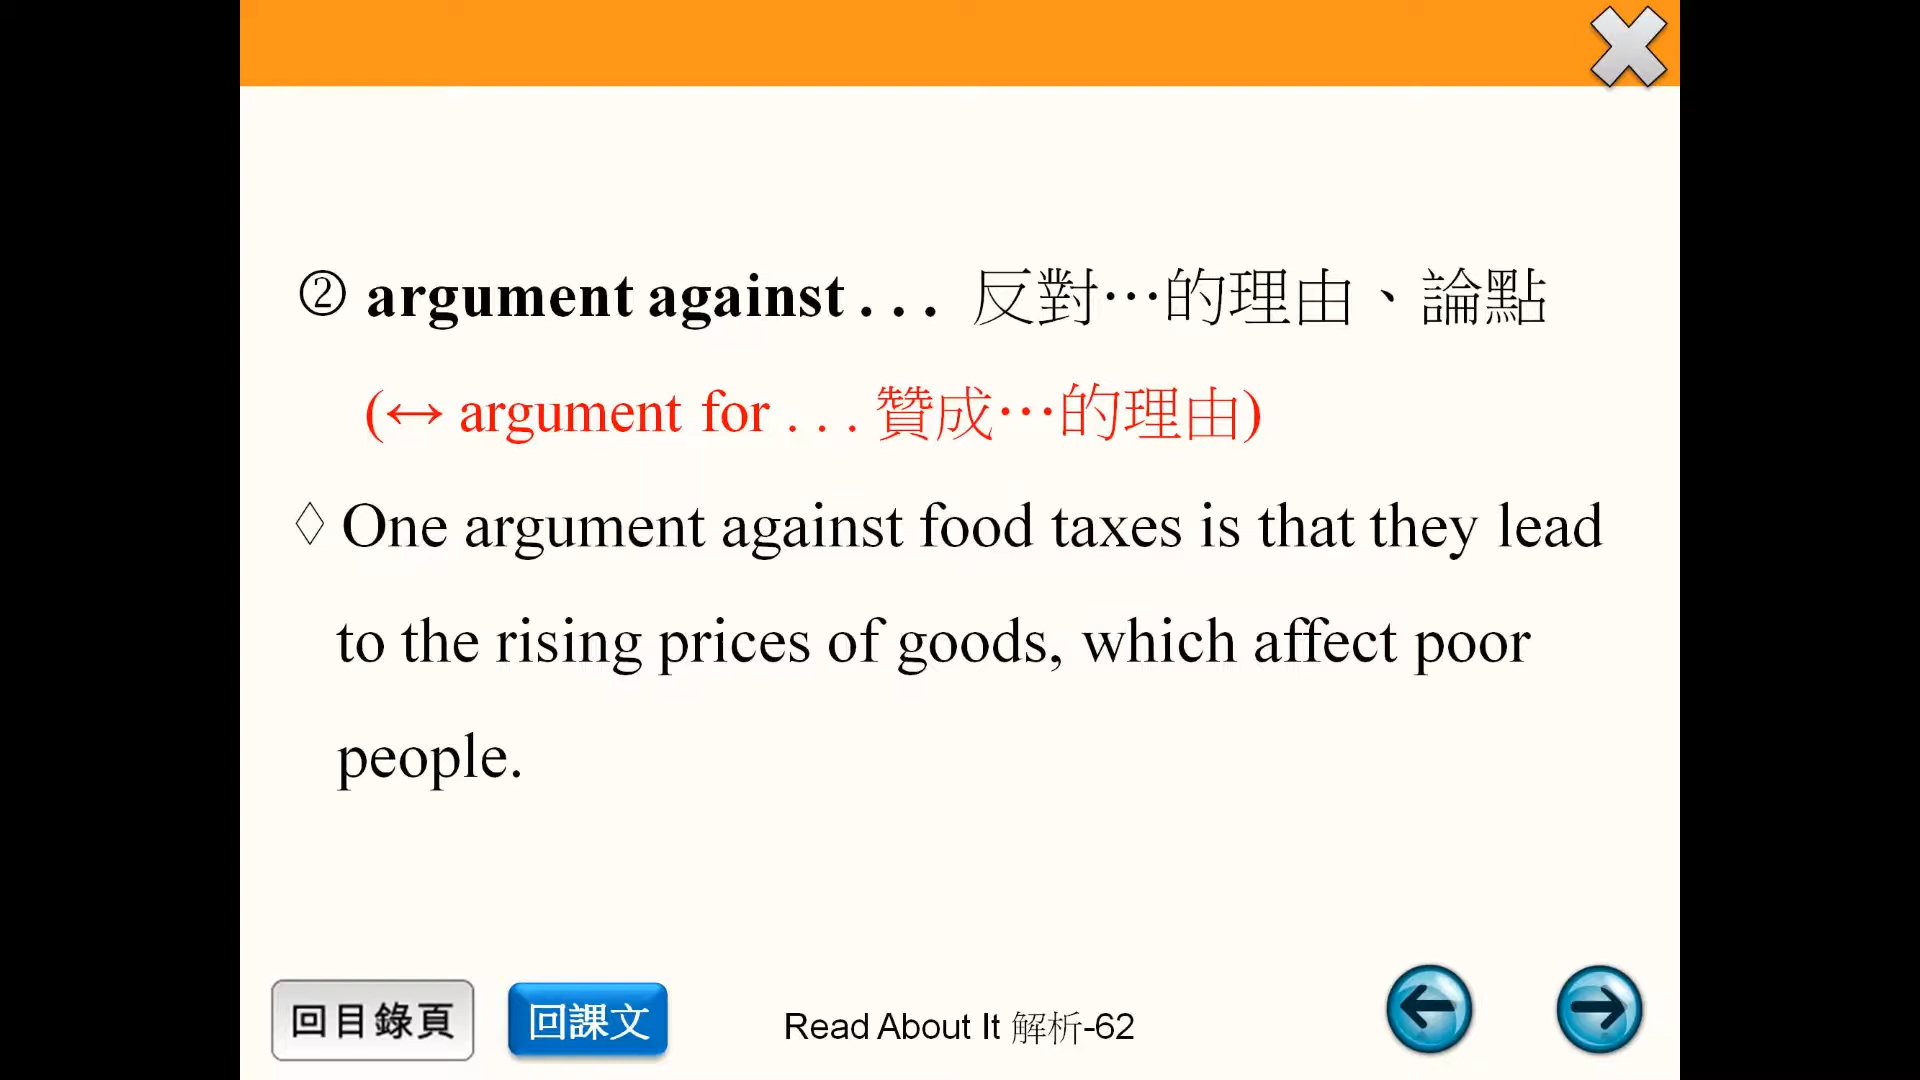 ② argument against . . . 反對…的理由、論點
(↔ argument for . . . 贊成…的理由)
◊ One argument against food taxes is that they lead
to the rising prices of goods, which affect poor
people.
回目錄頁
回課文
Read About It 解析-62